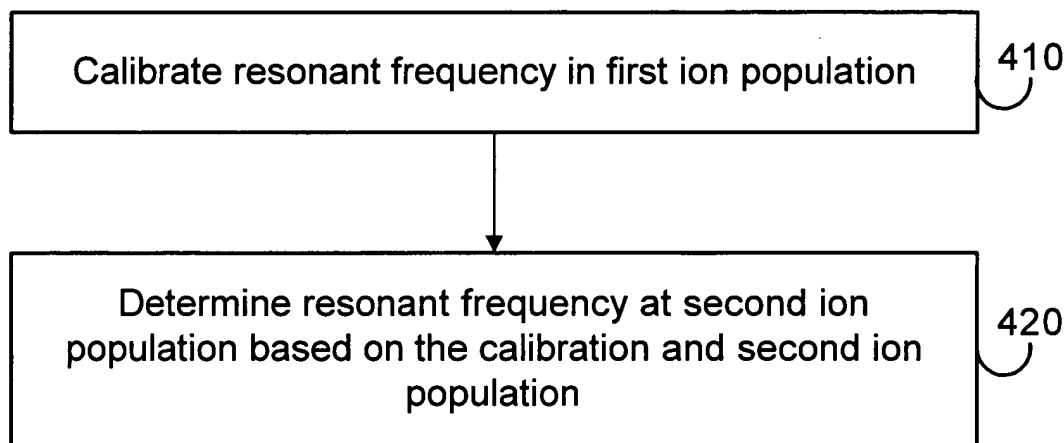 Calibrate resonant frequency in first ion population
410
Determine resonant frequency at second ion
population based on the calibration and second ion
population
420